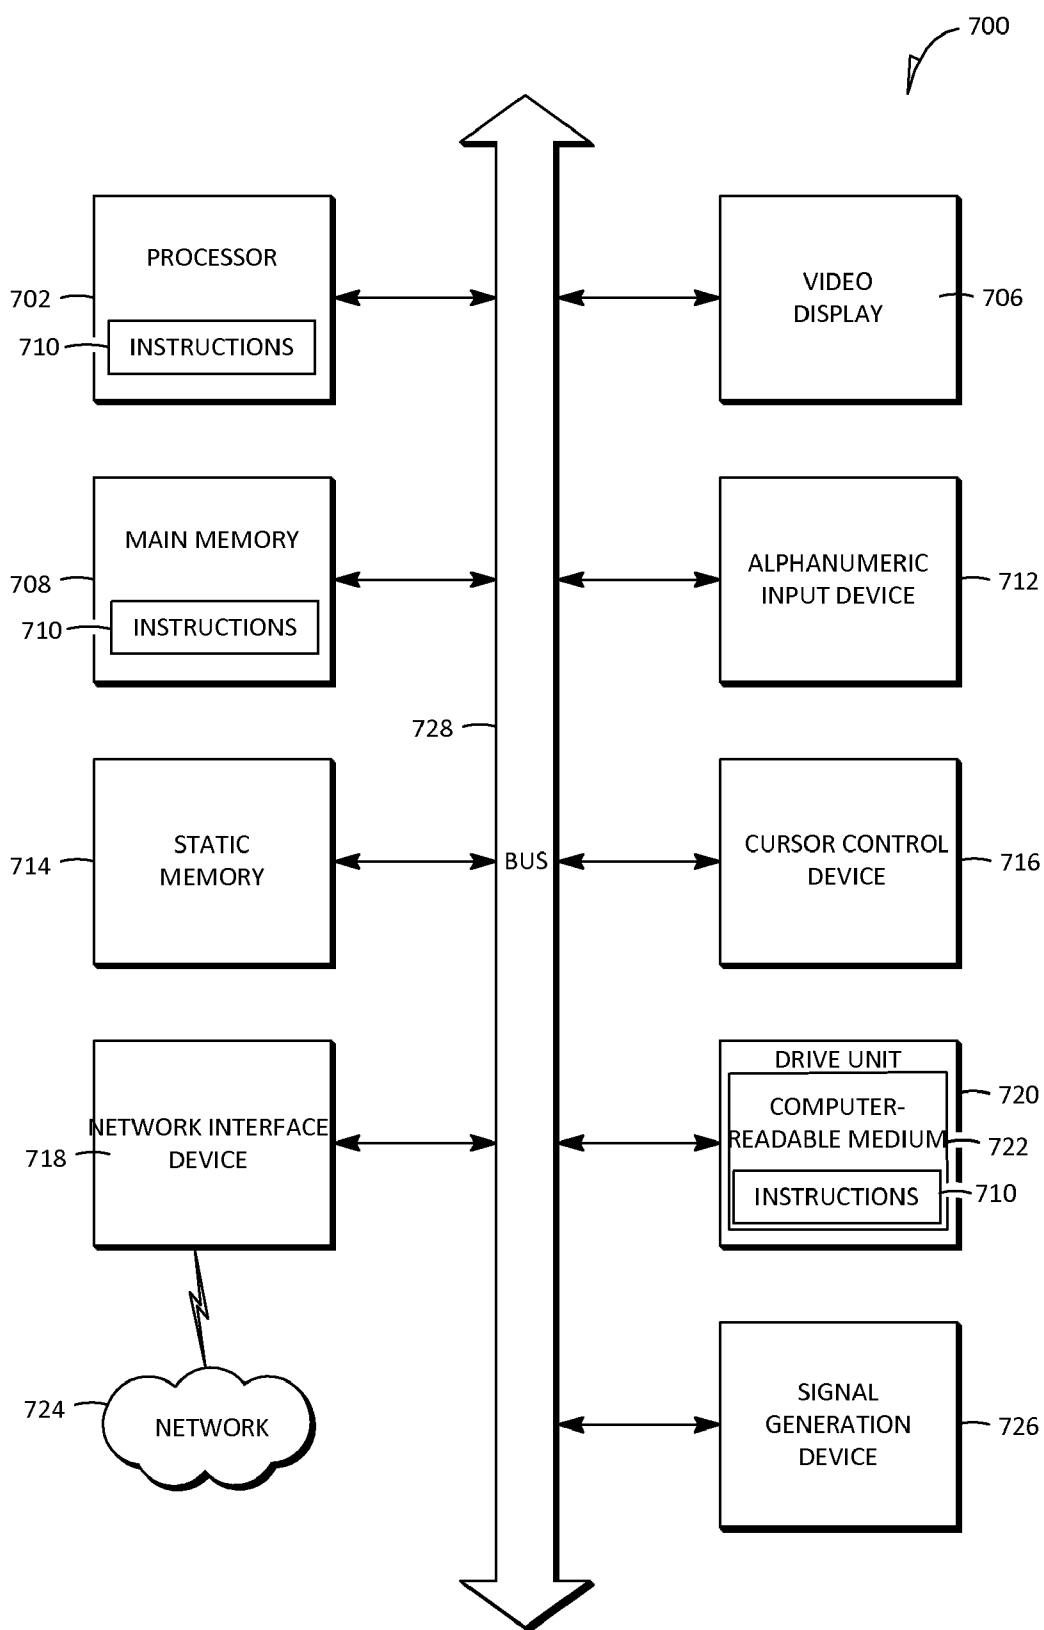 700
PROCESSOR
702
710
INSTRUCTIONS
VIDEO
DISPLAY
706
MAIN MEMORY
708
710
INSTRUCTIONS
ALPHANUMERIC
INPUT DEVICE
712
728
STATIC
MEMORY
714
BUS
CURSOR CONTROL
DEVICE
716
NETWORK INTERFACE
DEVICE
718
DRIVE UNIT
720
COMPUTER-
READABLE MEDIUM
722
INSTRUCTIONS
710
724
NETWORK
SIGNAL
GENERATION
DEVICE
726